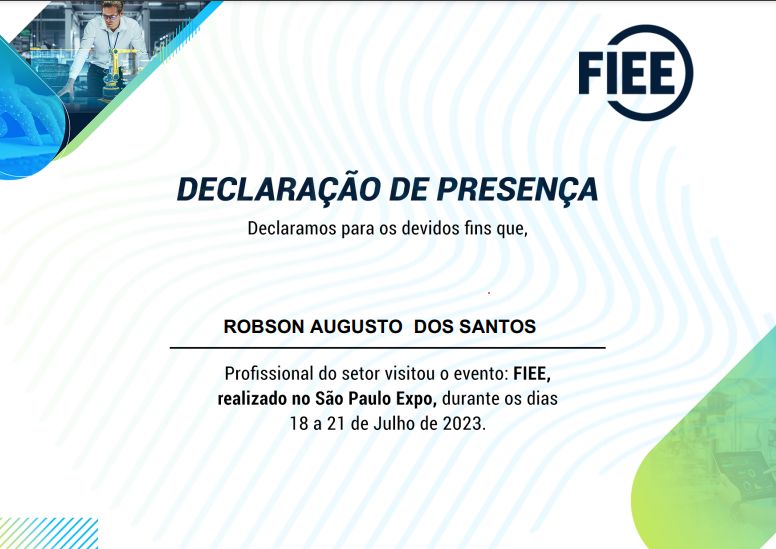 FIEE
DECLARAÇÃO DE PRESENÇA
Declaramos para os devidos fins que,
ROBSON AUGUSTO DOS SANTOS
Profissional do setor visitou o evento: FIEE,
realizado no São Paulo Expo, durante os dias
18 a 21 de Julho de 2023.